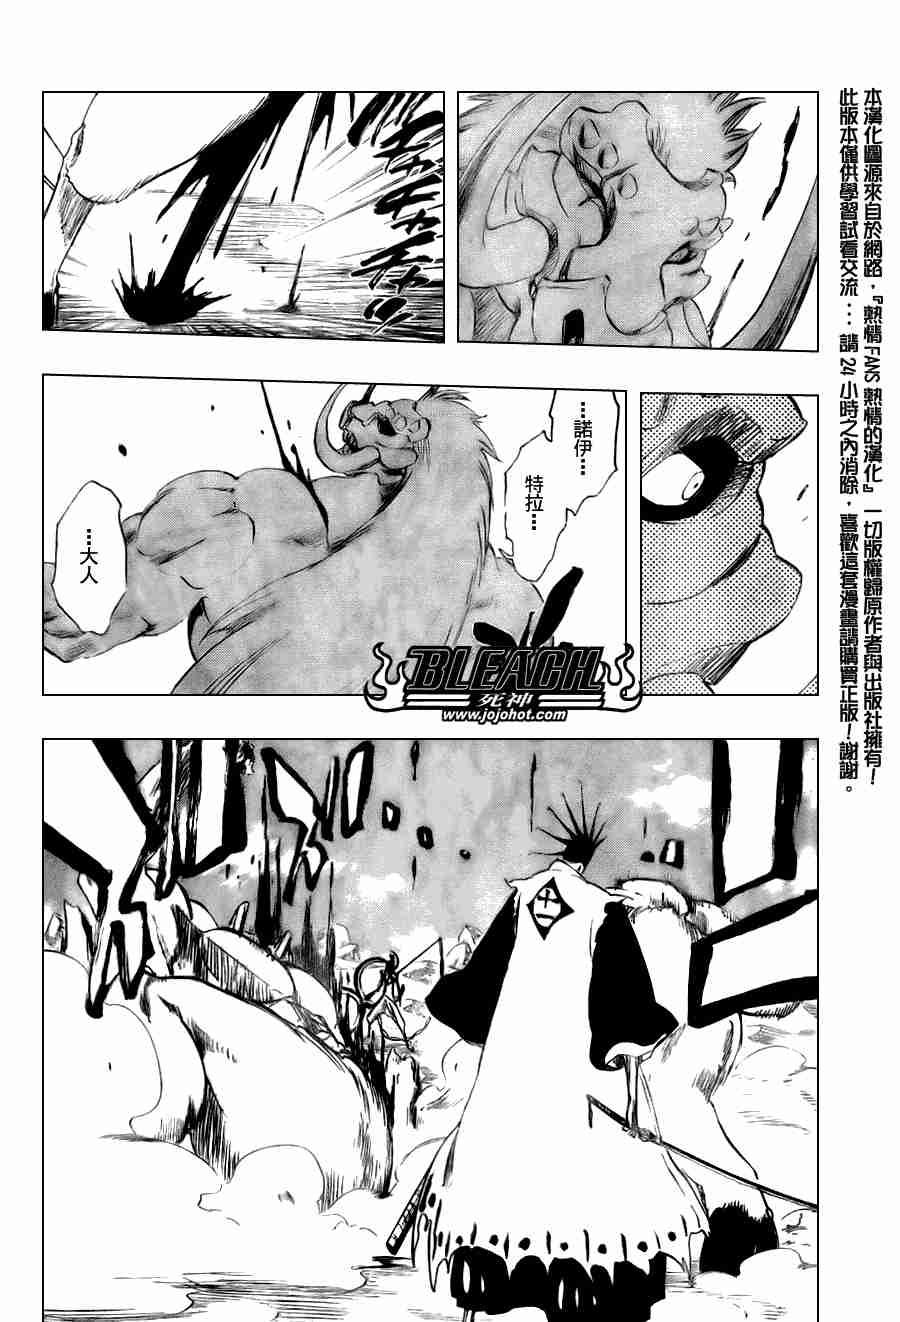 本漢化圖源來自於網路，『熱情FANS熱情的漢化』一切版權歸原作者與出版社擁有！
此版本僅供學習試看交流…請24小時之內消除，喜歡這套漫畫請購買正版！謝謝。
…諾伊…
特拉…
…大人
BLEACH
死神
www.jojohot.com